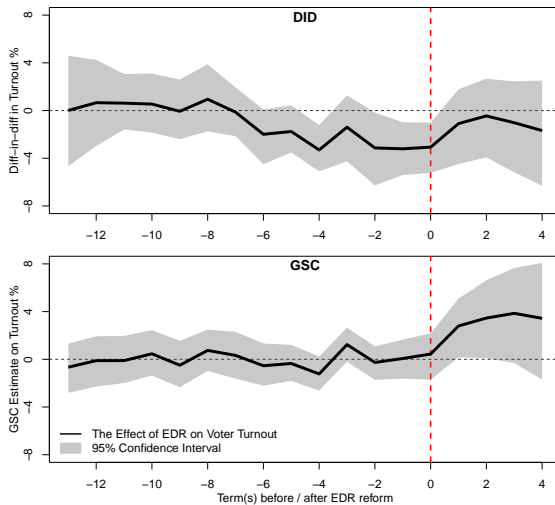 DID
Diff-in-diff in Turnout %
8
4
0
−4
−8
−12 −10 −8 −6 −4 −2 0 2 4
GSC
GSC Estimate on Turnout %
8
4
0
−4
−8
The Effect of EDR on Voter Turnout
95% Confidence Interval
−12 −10 −8 −6 −4 −2 0 2 4
Term(s) before / after EDR reform